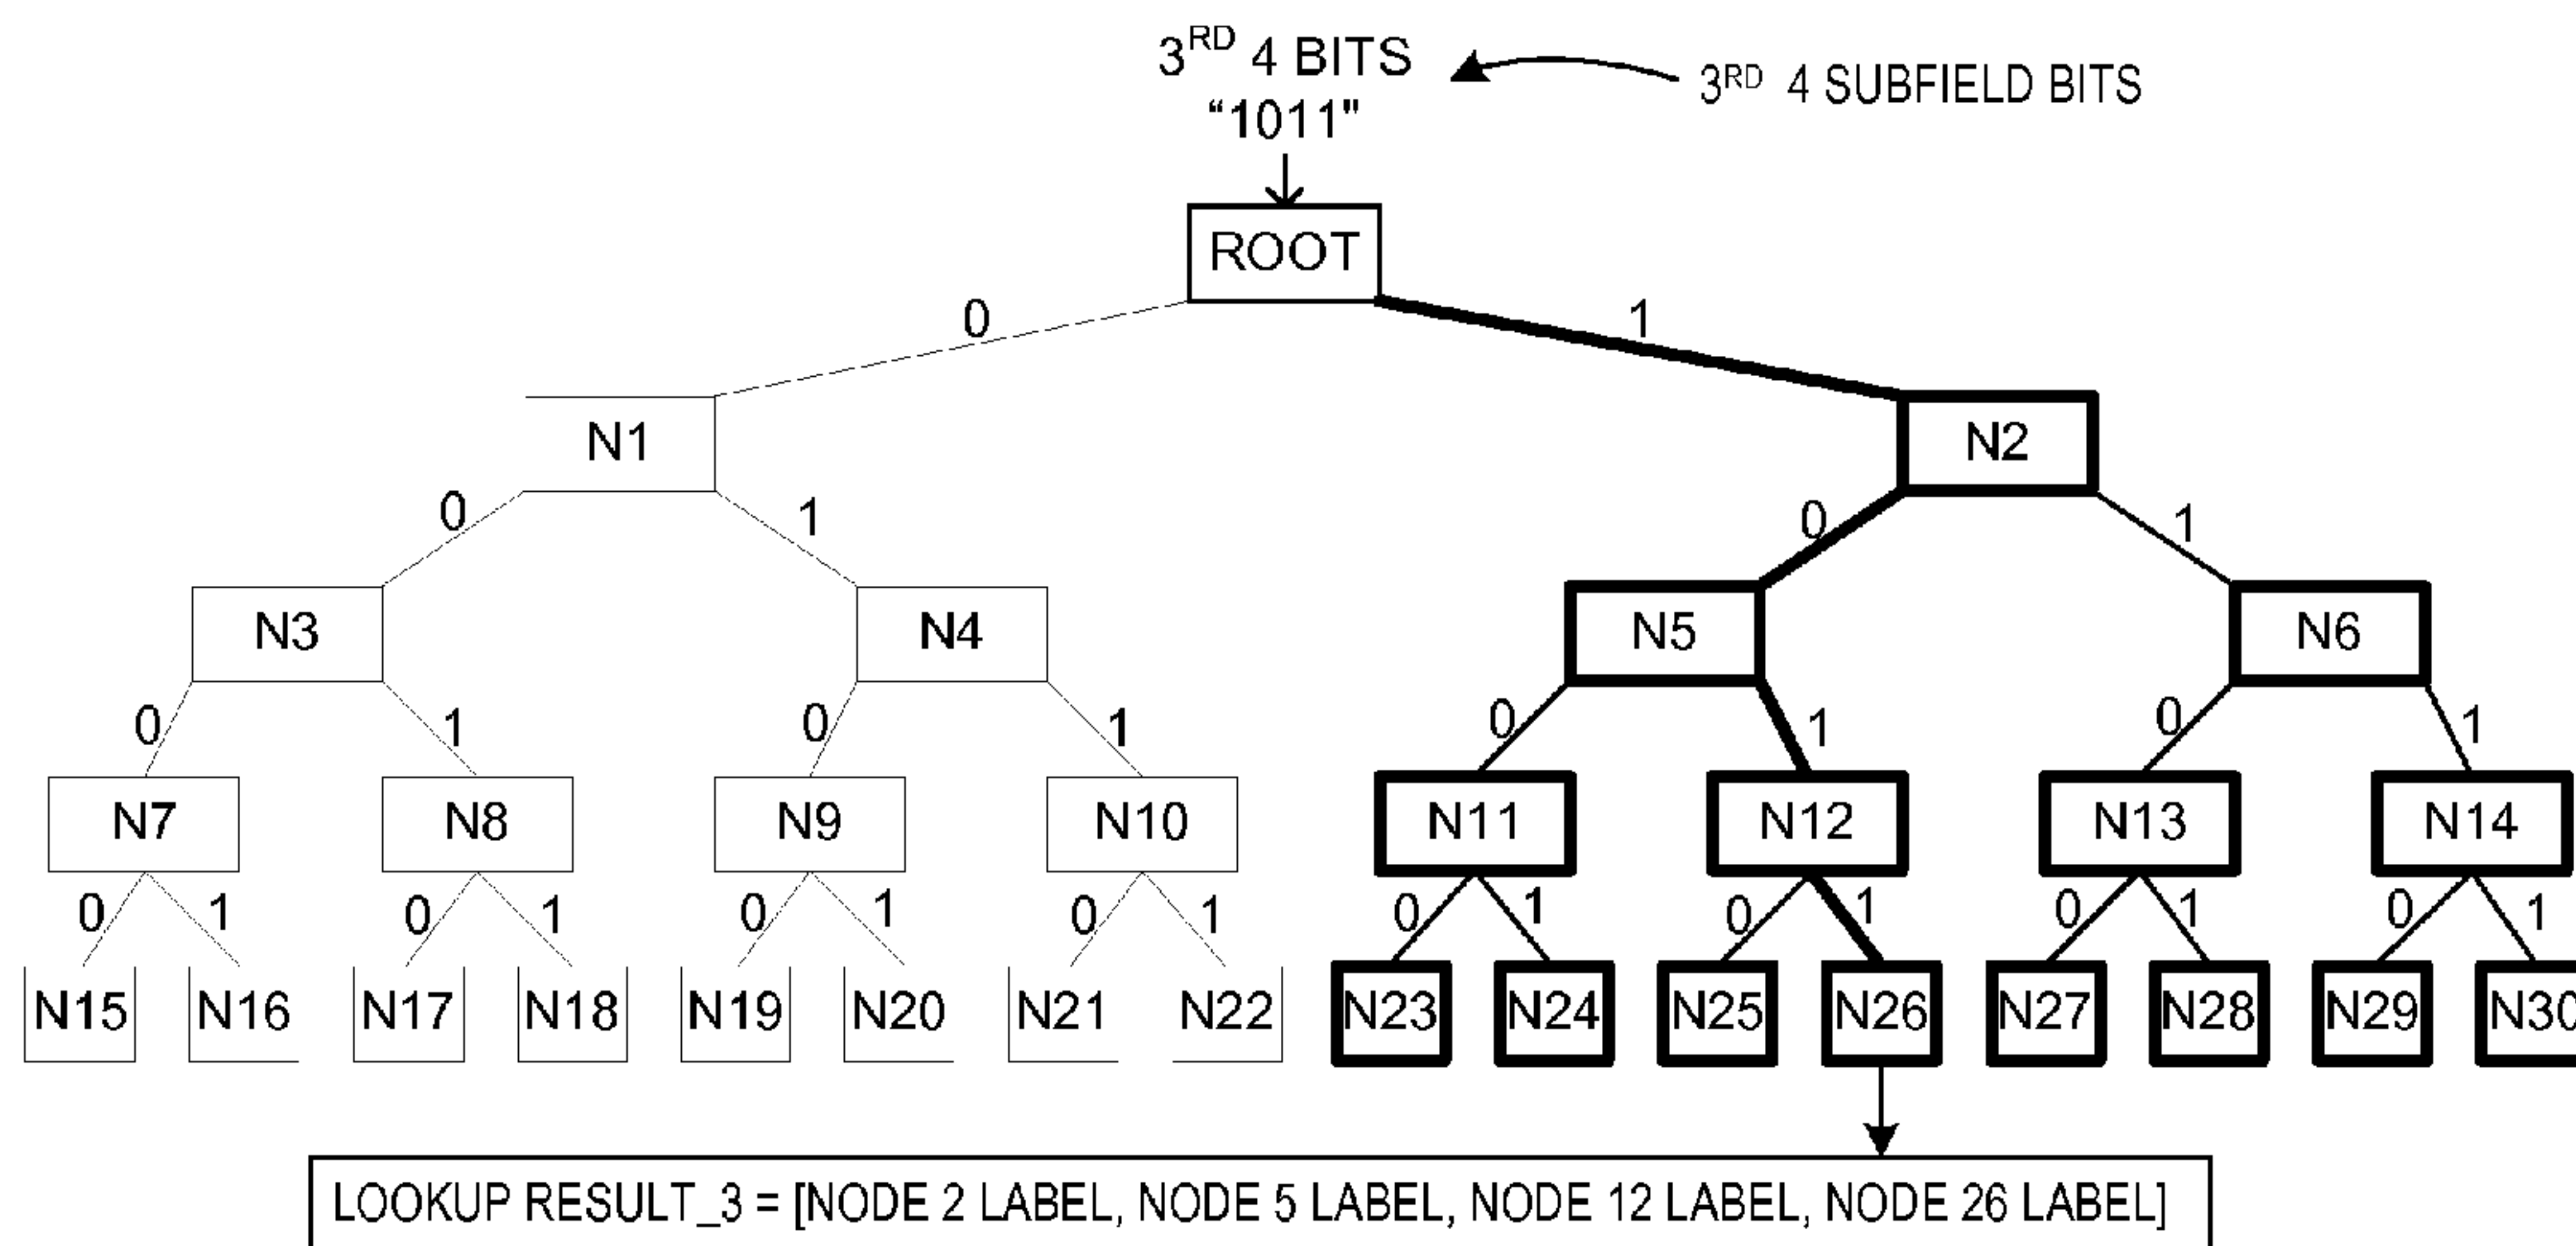 3RD 4 BITS
3RD 4 SUBFIELD BITS
“1011"
ROOT
0 1
N1 N2
0 1 0 1
N3 N4 N5 N6
0 1 0 1 0 1 0 1
N7 N8 N9 N10 N11 N12 N13 N14
0 1 0 1 0 1 0 1 0 1 0 1 0 1 0 1
N15 N16 N17 N18 N19 N20 N21 N22 N23 N24 N25 N26 N27 N28 N29 N30
LOOKUP RESULT_3 = [NODE 2 LABEL, NODE 5 LABEL, NODE 12 LABEL, NODE 26 LABEL]